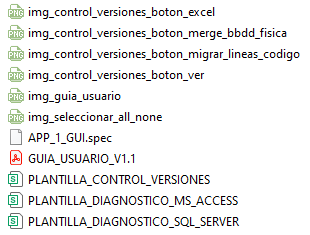 img_control_versiones_boton_excel
img_control_versiones_boton_merge_bbdd_fisica
img_control_versiones_boton_migrar_lineas_codigo
img_control_versiones_boton_ver
img_guia_usuario
img_seleccionar_all_none
APP_1_GUI.spec
GUIA_USUARIO_V1.1
PLANTILLA_CONTROL_VERSIONES
PLANTILLA_DIAGNOSTICO_MS_ACCESS
PLANTILLA_DIAGNOSTICO_SQL_SERVER